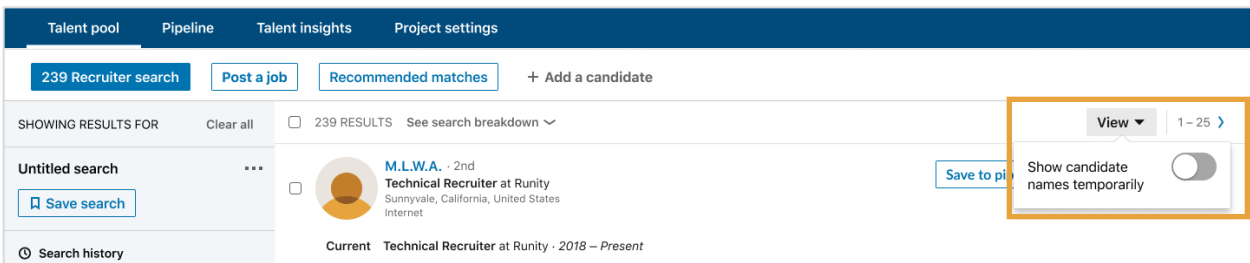 Talent pool Pipeline Talent insights Project settings
239 Recruiter search Post a job Recommended matches + Add a candidate
SHOWING RESULTS FOR Clear all
239 RESULTS See search breakdown
View 1 – 25
Untitled search
Save search
Search history
M.L.W.A. · 2nd
Technical Recruiter at Runity
Sunnyvale, California, United States
Internet
Save to
Show candidate
names temporarily
Current Technical Recruiter at Runity · 2018 – Present